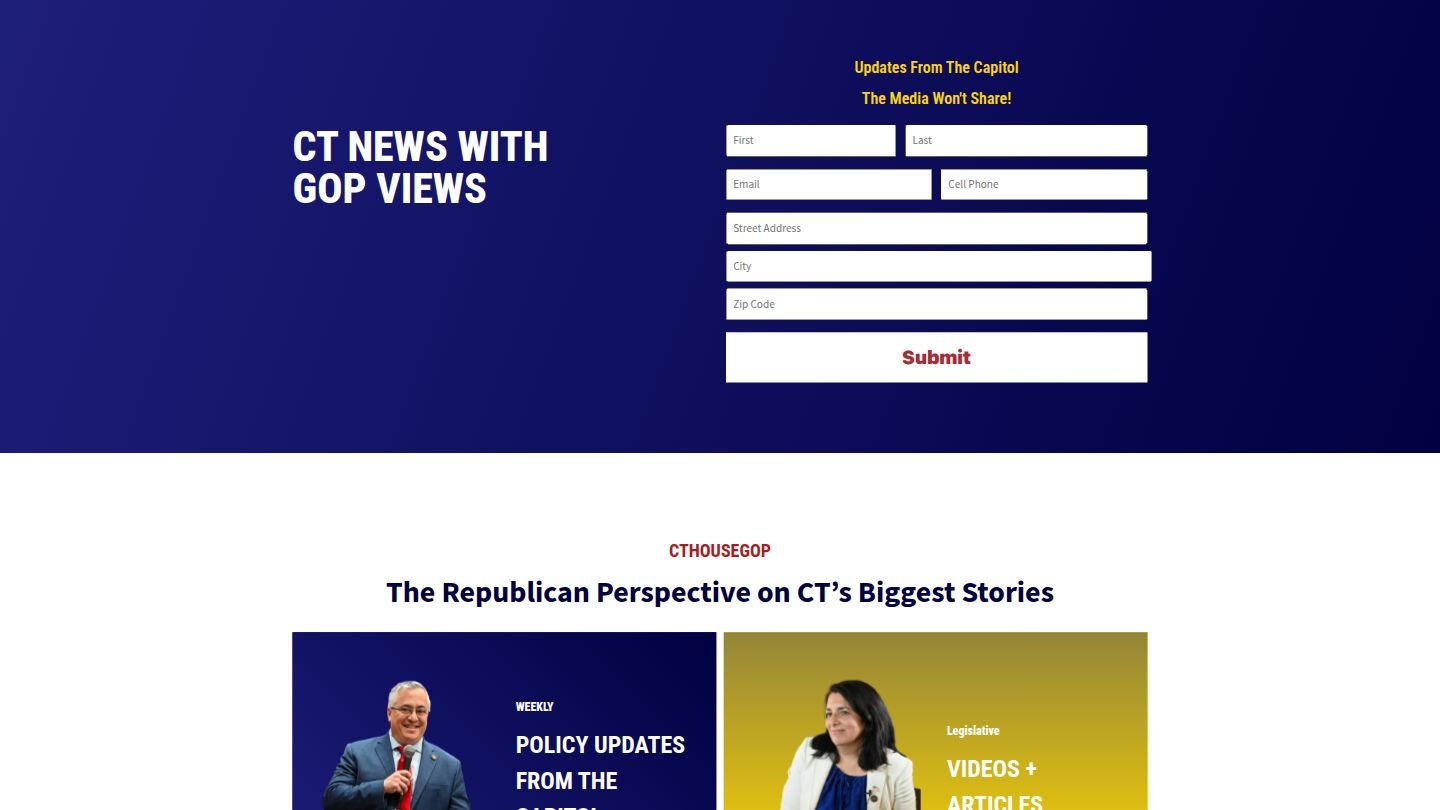 Updates From The Capitol
The Media Won't Share!
CT NEWS WITH
GOP VIEWS
First
Last
Email
Cell Phone
Street Address
City
Zip Code
Submit
CTHOUSEGOP
The Republican Perspective on CT’s Biggest Stories
WEEKLY
POLICY UPDATES
FROM THE
CAPITOL
Legislative
VIDEOS +
ARTICLES